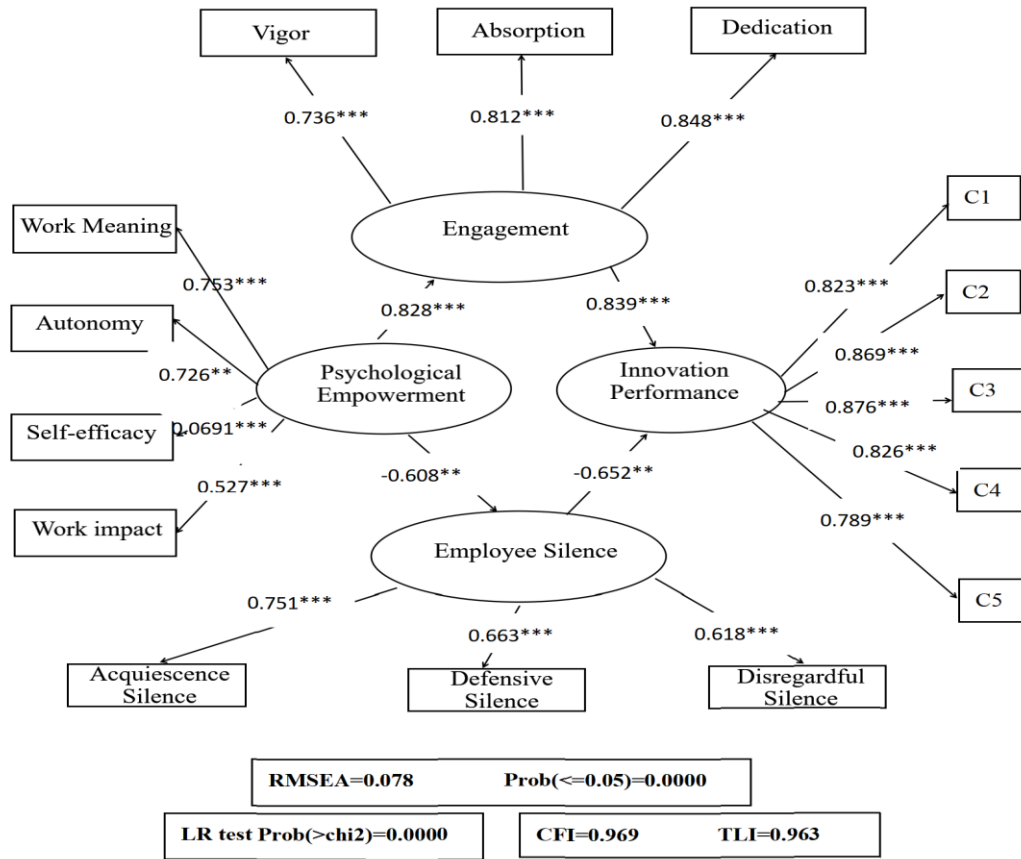 Vigor
Absorption
Dedication
0.736***
0.812***
0.848***
Work Meaning
Engagement
C1
0.753***
0.823***
C2
Autonomy
0.828***
0.839***
0.869***
0.726**
Psychological
Empowerment
Innovation
Performance
C3
0.876***
Self-efficacy
0.0691***
0.826***
0.527***
-0.608**
-0.652**
C4
Work impact
0.789***
Employee Silence
C5
0.751***
0.663***
0.618***
Acquiescence
Silence
Defensive
Silence
Disregardful
Silence
RMSEA=0.078 Prob(<=0.05)=0.0000
LR test Prob(>chi2)=0.0000
CFI=0.969 TLI=0.963